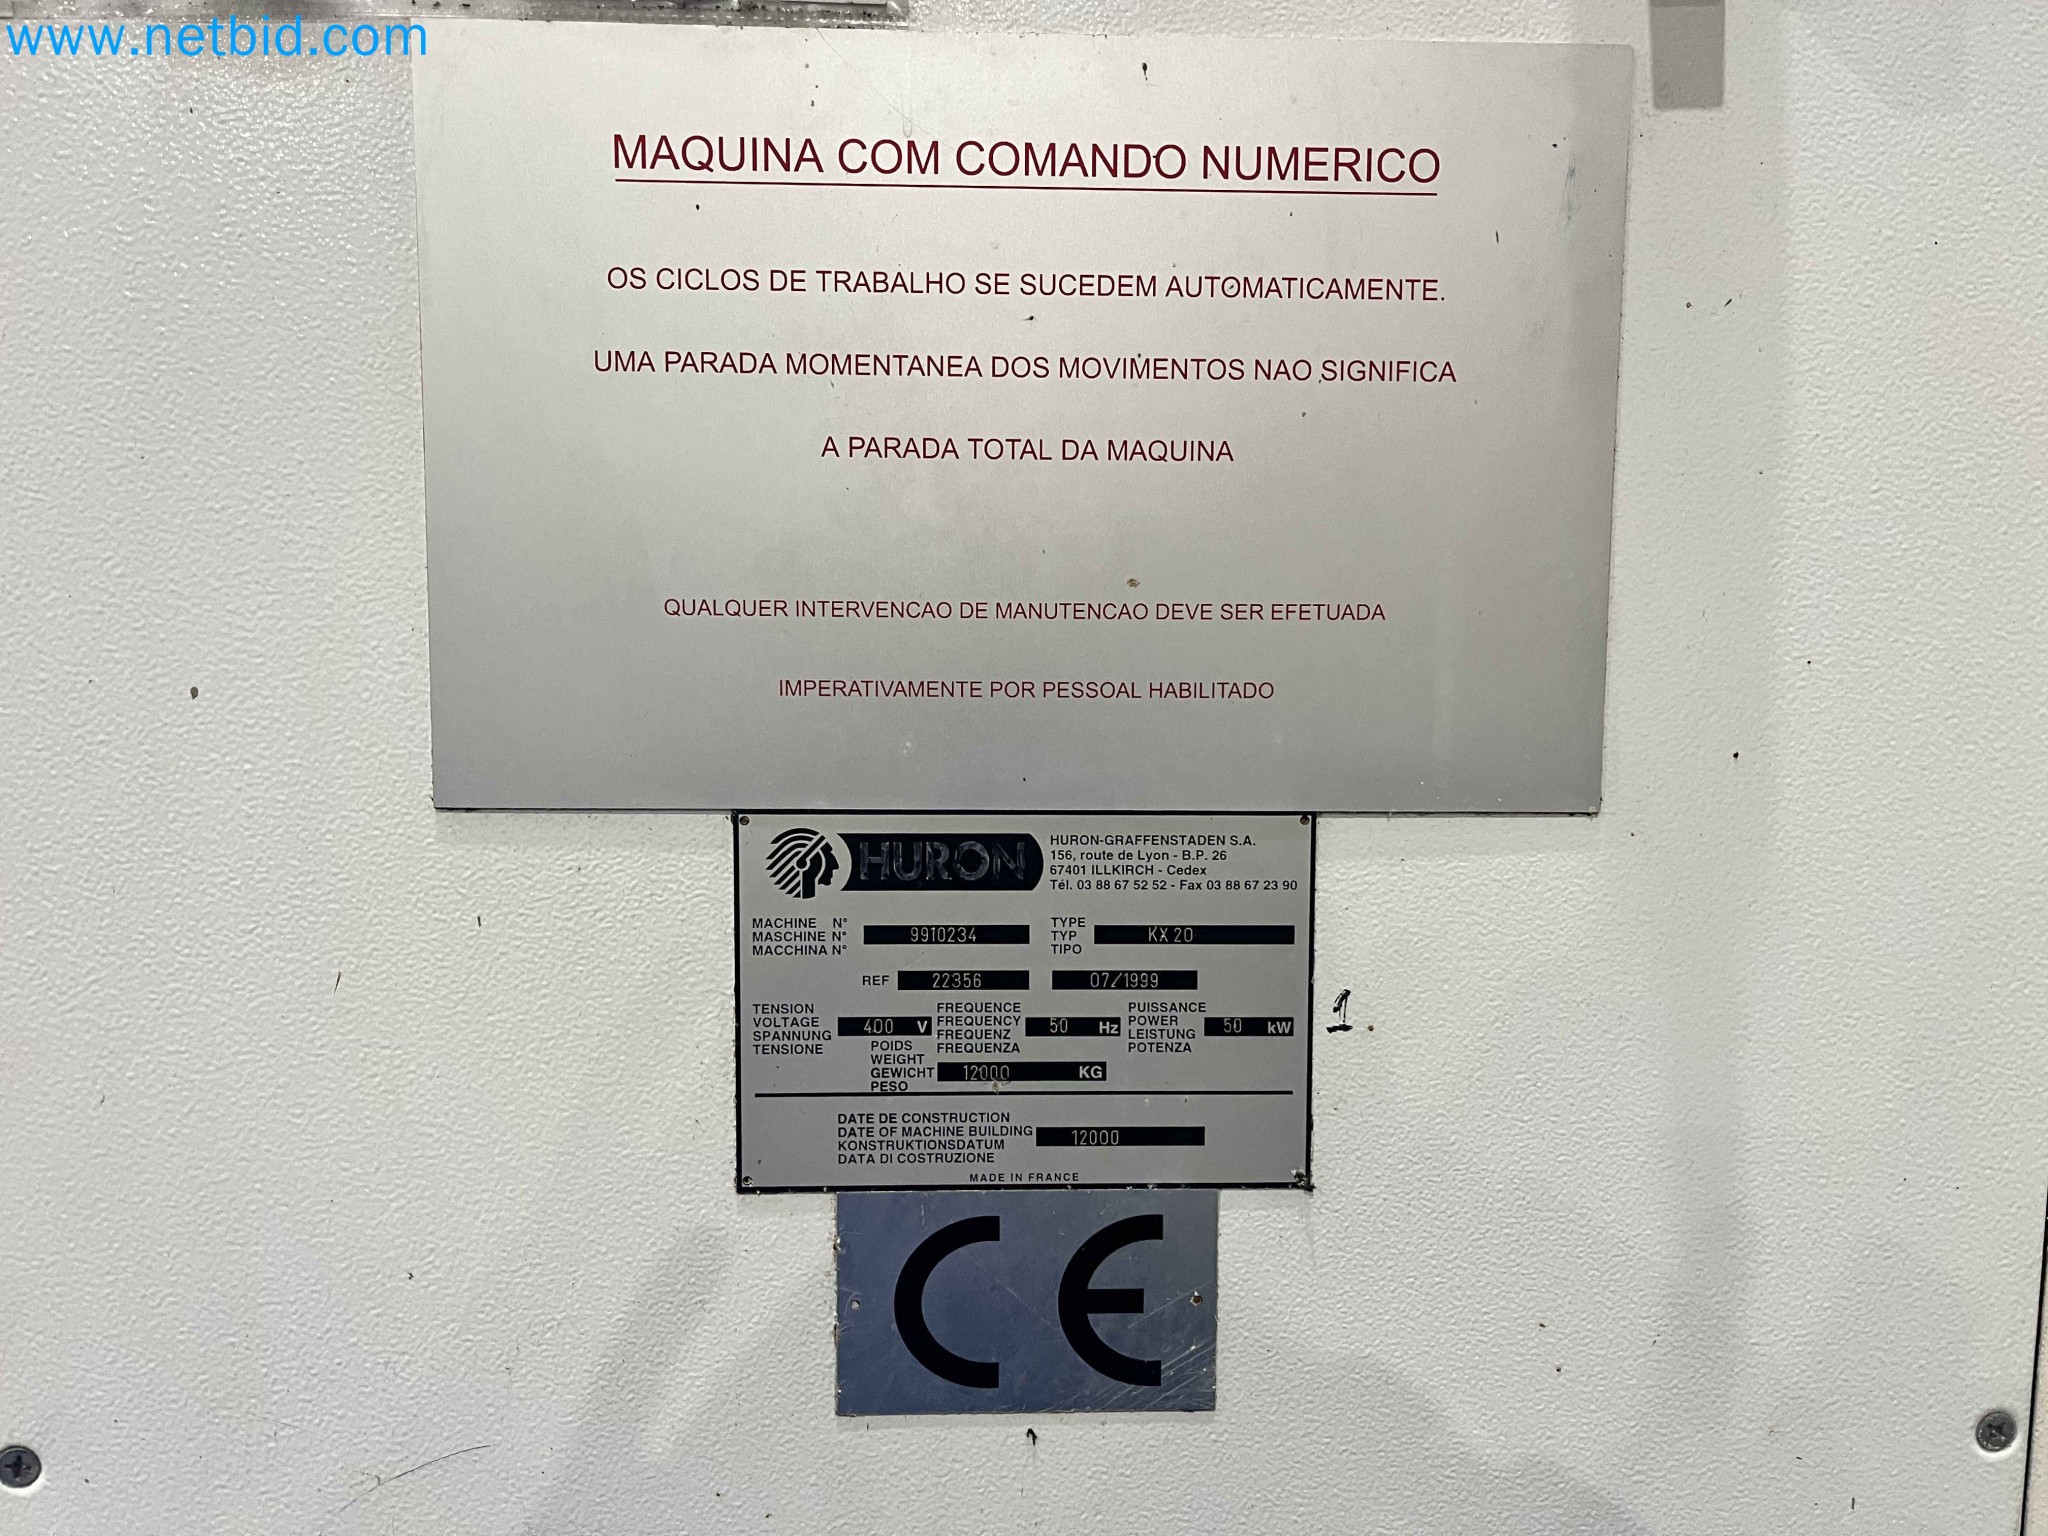 www.netbid.com
MAQUINA COM COMANDO NUMERICO
OS CICLOS DE TRABALHO SE SUCEDEM AUTOMATICAMENTE.
UMA PARADA MOMENTANEA DOS MOVIMENTOS NAO SIGNIFICA
A PARADA TOTAL DA MAQUINA
QUALQUER INTERVENCAO DE MANUTENCAO DEVE SER EFETUADA
IMPERATIVAMENTE POR PESSOAL HABILITADO
HURON
HURON-GRAFFENSTADEN S.A.
156, route de Lyon - B.P. 26
67401 ILLKIRCH - Cedex
Tél. 03 88 67 52 52 - Fax 03 88 67 23 90
MACHINE N°
MASCHINE N°
MACCHINA N°
9910234
TYPE
TYP
TIPO
KX 20
REF 22356
07/1999
TENSION
VOLTAGE
SPANNUNG
TENSIONE
400 V
FREQUENCE
FREQUENCY
FREQUENZ
FREQUENZA
50 Hz
PUISSANCE
POWER
LEISTUNG
POTENZA
50 kW
POIDS
WEIGHT
GEWICHT
PESO
12000 KG
DATE DE CONSTRUCTION
DATE OF MACHINE BUILDING
KONSTRUKTIONSDATUM
DATA DI COSTRUZIONE
12000
MADE IN FRANCE
1
CE